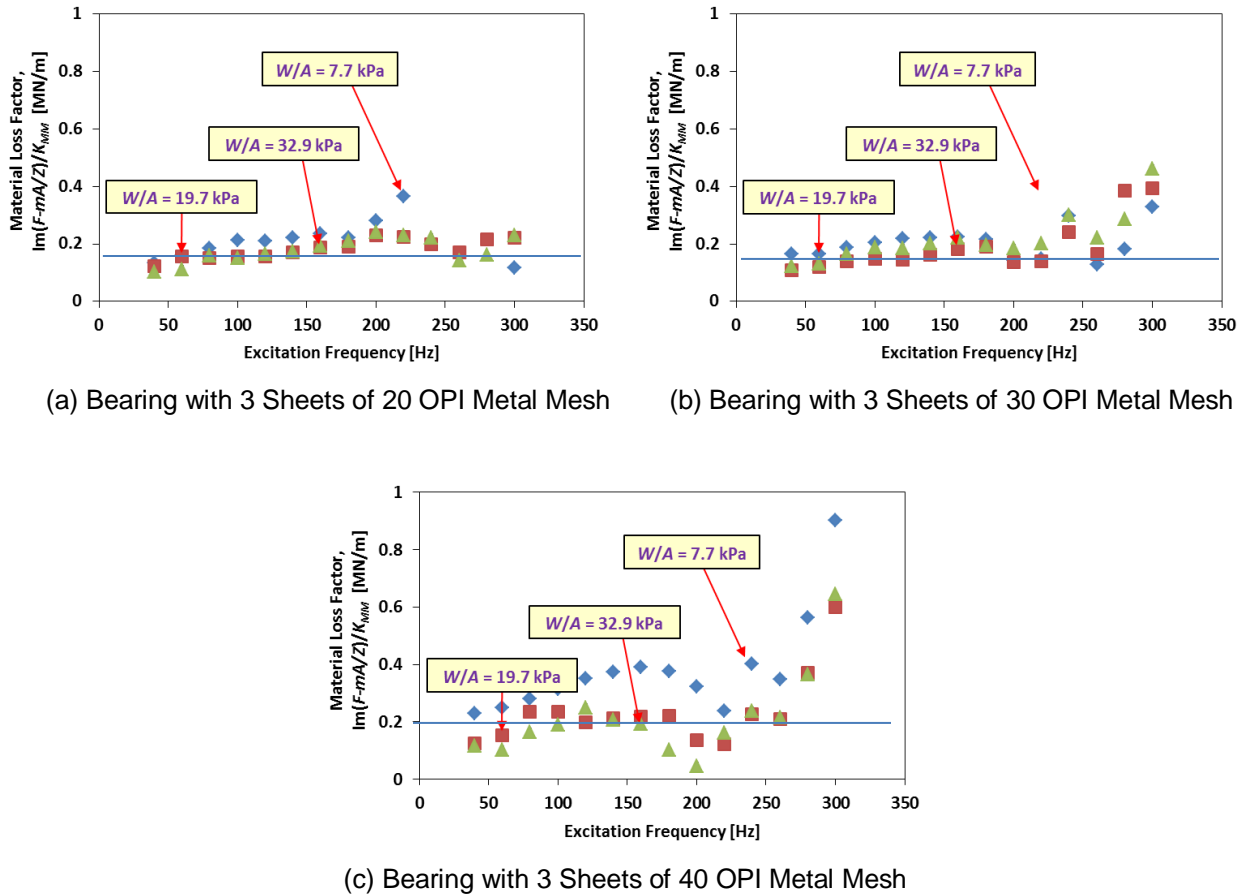 Material Loss Factor,
Im(F-mA/Z)/K_MM [MN/m]
1
0.8
0.6
0.4
0.2
0
W/A = 7.7 kPa
W/A = 32.9 kPa
W/A = 19.7 kPa
0 50 100 150 200 250 300 350
Excitation Frequency [Hz]
(a) Bearing with 3 Sheets of 20 OPI Metal Mesh
Material Loss Factor,
Im(F-mA/Z)/K_MM [MN/m]
1
0.8
0.6
0.4
0.2
0
W/A = 7.7 kPa
W/A = 32.9 kPa
W/A = 19.7 kPa
0 50 100 150 200 250 300 350
Excitation Frequency [Hz]
(b) Bearing with 3 Sheets of 30 OPI Metal Mesh
Material Loss Factor,
Im(F-mA/Z)/K_MM [MN/m]
1
0.8
0.6
0.4
0.2
0
W/A = 7.7 kPa
W/A = 32.9 kPa
W/A = 19.7 kPa
0 50 100 150 200 250 300 350
Excitation Frequency [Hz]
(c) Bearing with 3 Sheets of 40 OPI Metal Mesh